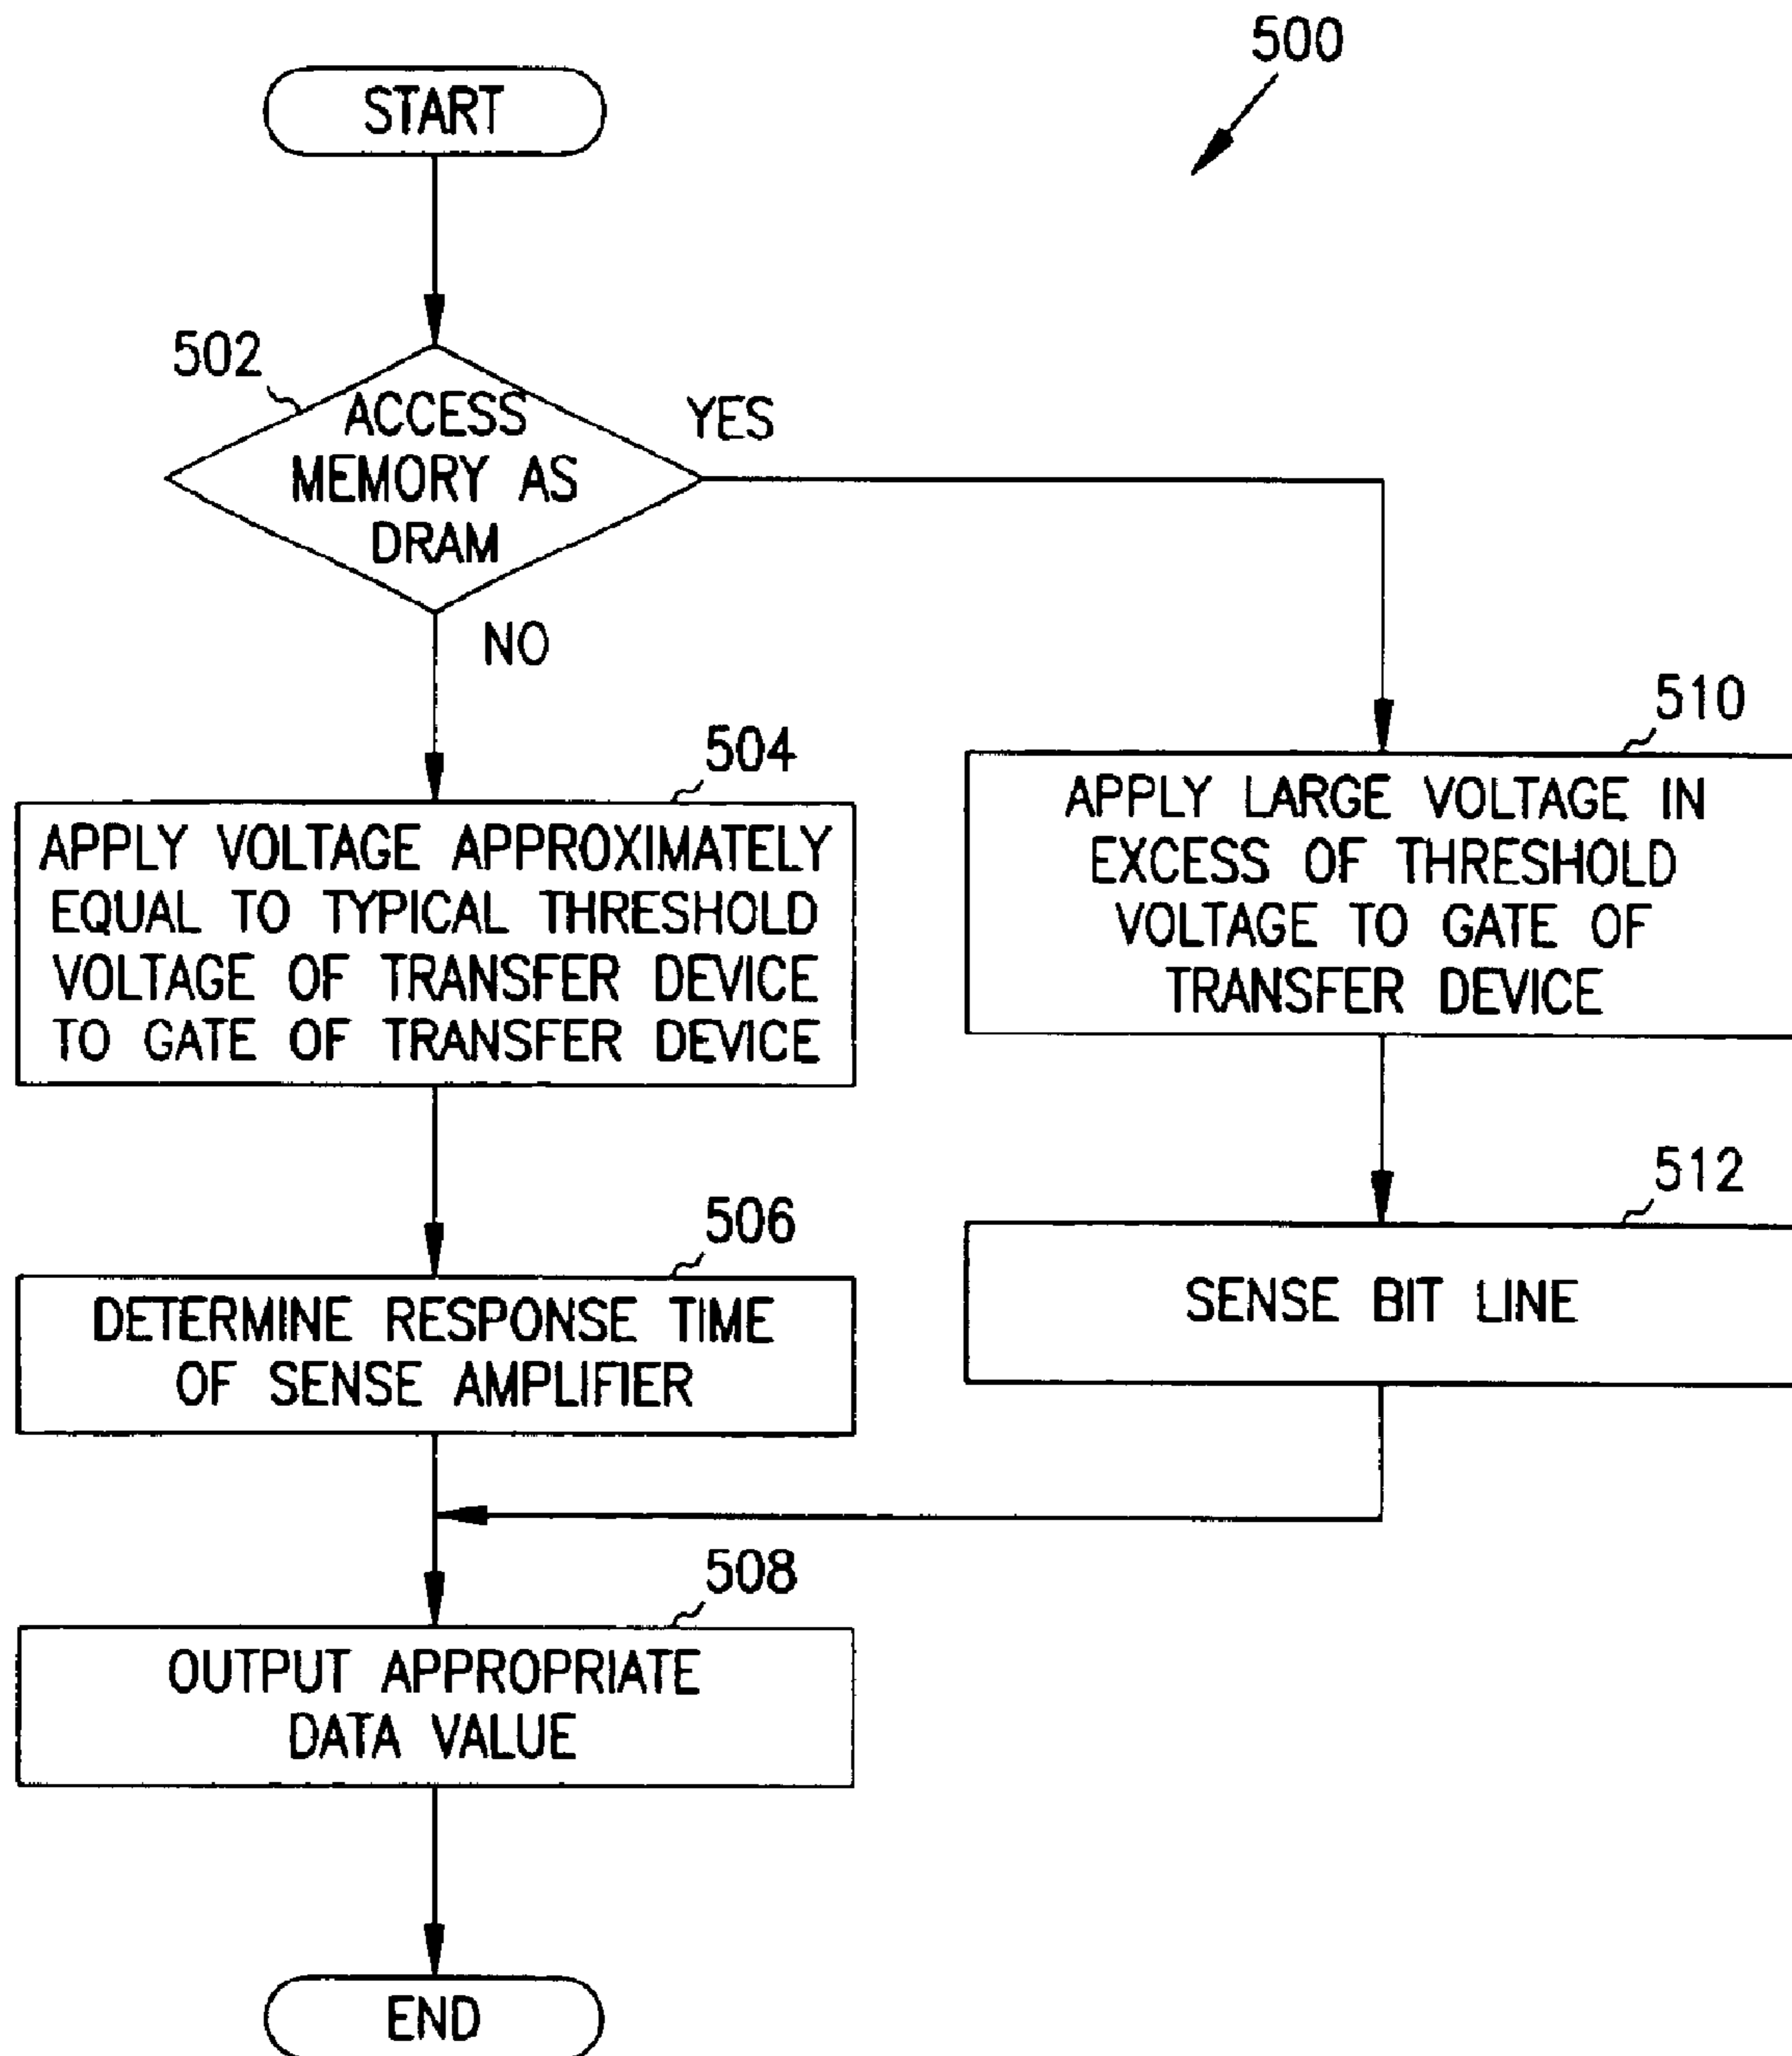 500
START
502
ACCESS
MEMORY AS
DRAM
YES
NO
504
APPLY VOLTAGE APPROXIMATELY
EQUAL TO TYPICAL THRESHOLD
VOLTAGE OF TRANSFER DEVICE
TO GATE OF TRANSFER DEVICE
510
APPLY LARGE VOLTAGE IN
EXCESS OF THRESHOLD
VOLTAGE TO GATE OF
TRANSFER DEVICE
506
DETERMINE RESPONSE TIME
OF SENSE AMPLIFIER
512
SENSE BIT LINE
508
OUTPUT APPROPRIATE
DATA VALUE
END